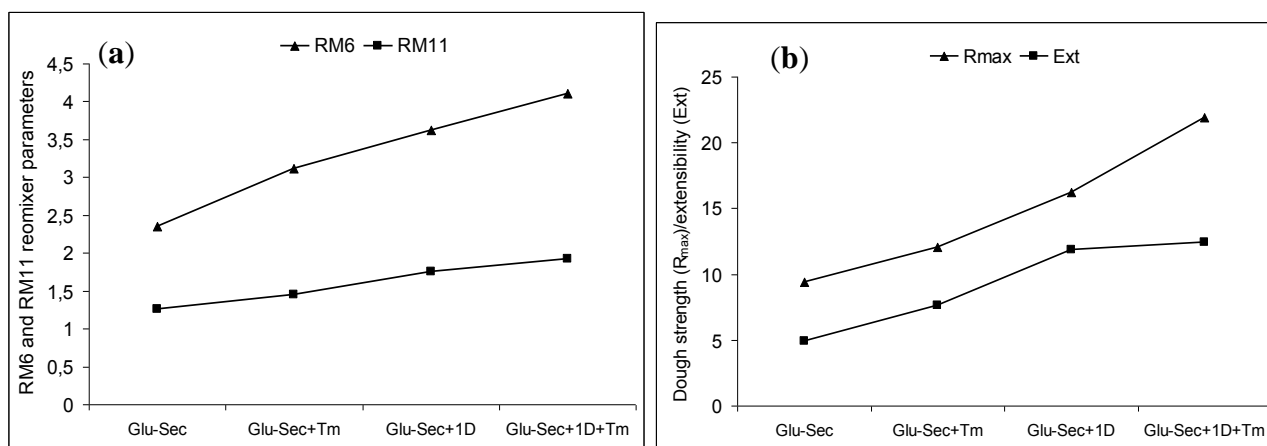 (a)
RM6 RM11
RM6 and RM11 reomixer parameters
4,5
4
3,5
3
2,5
2
1,5
1
0,5
0
Glu-Sec Glu-Sec+Tm Glu-Sec+1D Glu-Sec+1D+Tm
(b)
Rmax Ext
Dough strength (Rmax)/extensibility (Ext)
25
20
15
10
5
0
Glu-Sec Glu-Sec+Tm Glu-Sec+1D Glu-Sec+1D+Tm